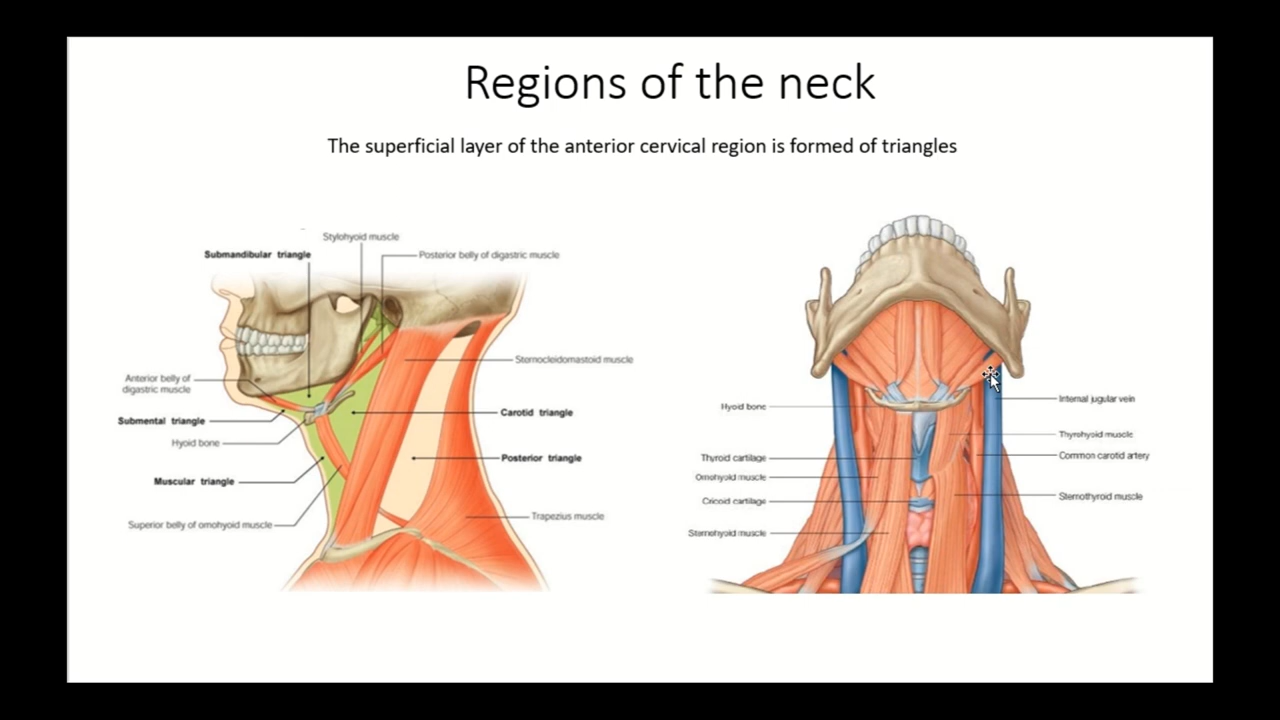 Regions of the neck
The superficial layer of the anterior cervical region is formed of triangles
Stylohyoid muscle
Submandibular triangle
Posterior belly of digastric muscle
Sternocleidomastoid muscle
Anterior belly of
digastric muscle
Submental triangle
Carotid triangle
Hyoid bone
Posterior triangle
Muscular triangle
Superior belly of omohyoid muscle
Trapezius muscle
Hyoid bone
Internal jugular vein
Thyrohyoid muscle
Thyroid cartilage
Common carotid artery
Omohyoid muscle
Cricoid cartilage
Sternothyroid muscle
Sternohyoid muscle